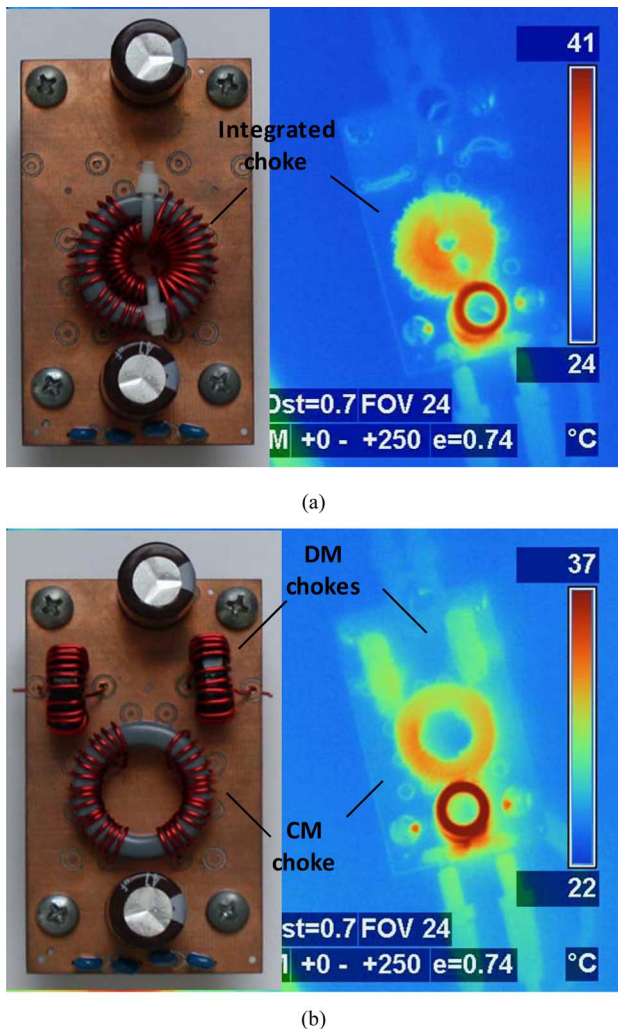 41
Integrated
choke
24
Dst=0.7 FOV 24
M +0 - +250 e=0.74 °C
(a)
DM
chokes
37
CM
choke
22
st=0.7 FOV 24
+0 - +250 e=0.74 °C
(b)